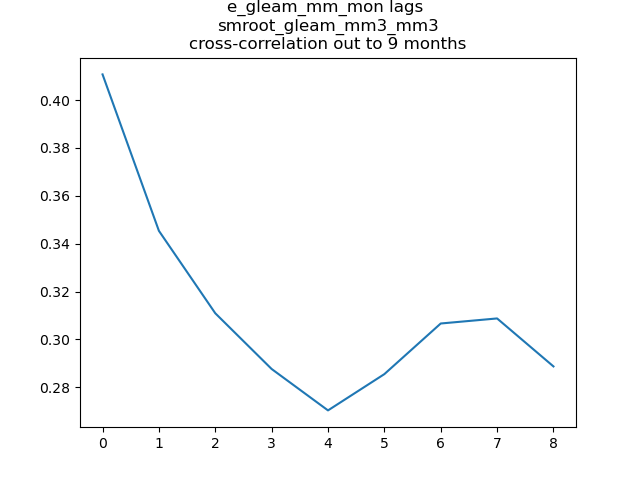 e_gleam_mm_mon lags
smroot_gleam_mm3_mm3
cross-correlation out to 9 months
0.40
0.38
0.36
0.34
0.32
0.30
0.28
0 1 2 3 4 5 6 7 8